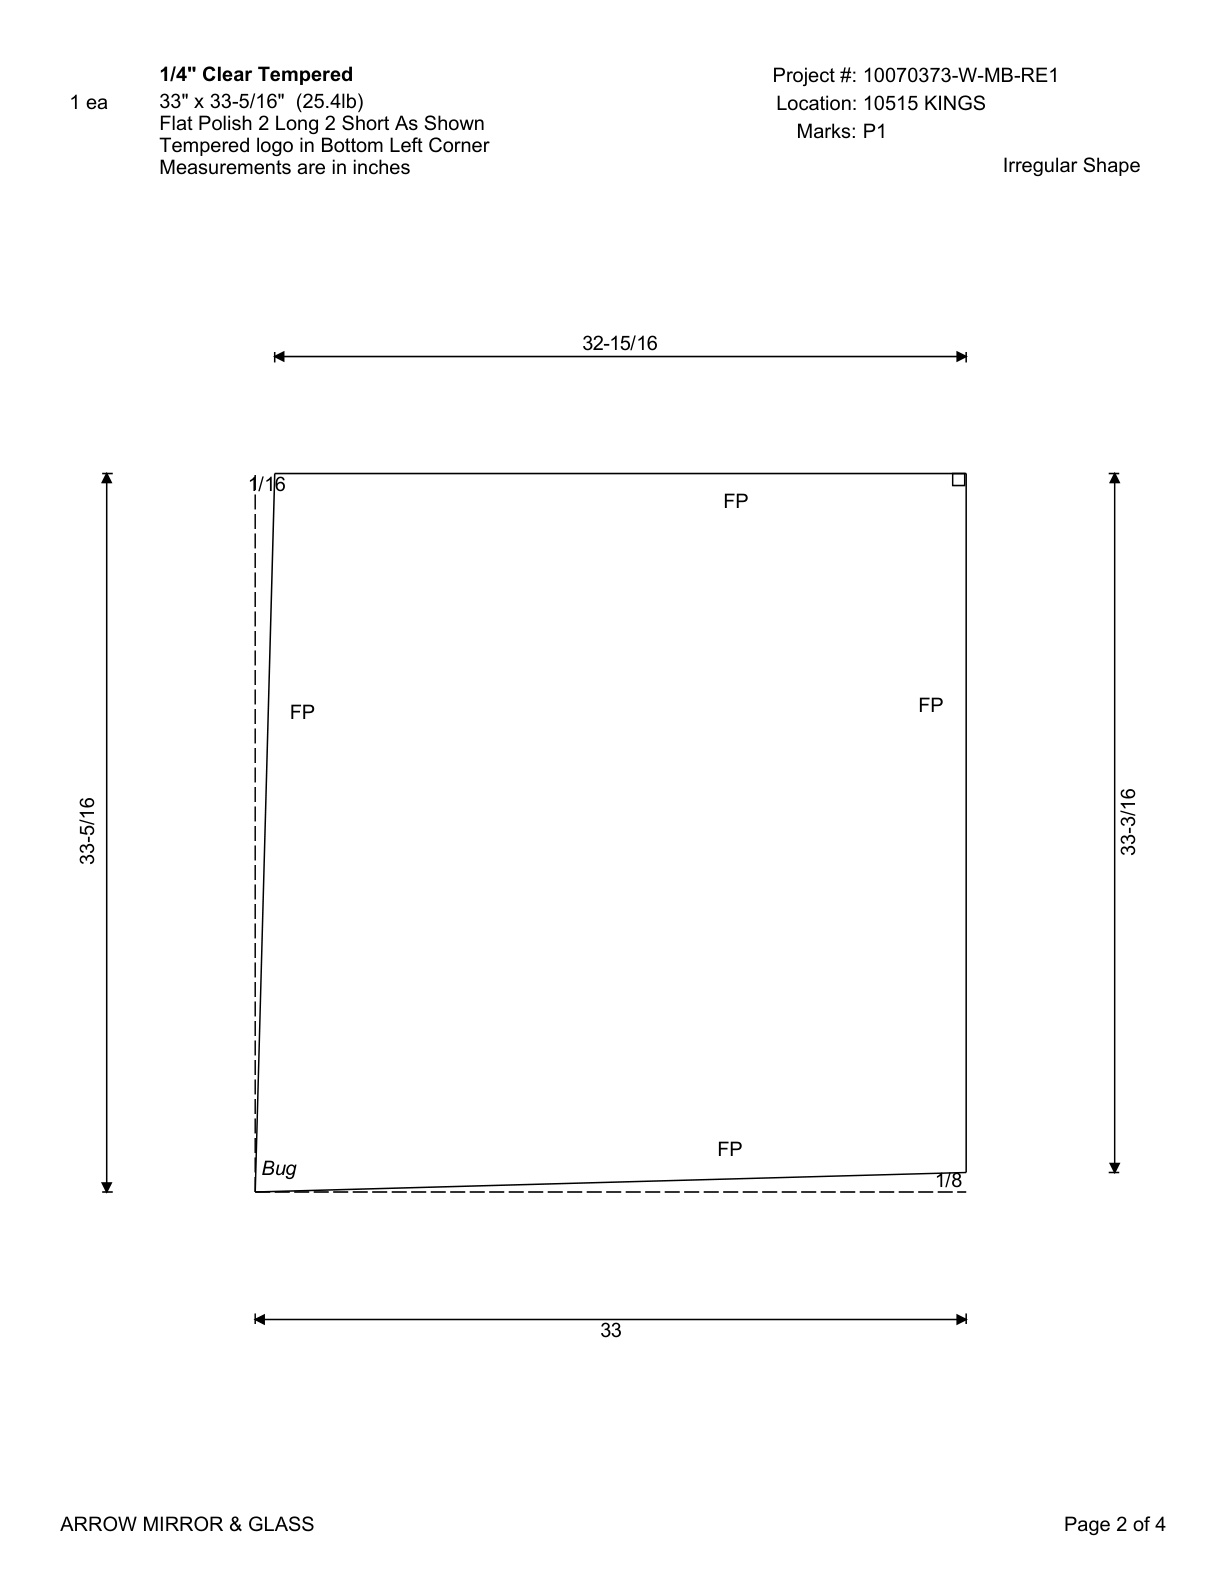 1/4" Clear Tempered
1 ea
33" x 33-5/16" (25.4lb)
Flat Polish 2 Long 2 Short As Shown
Tempered logo in Bottom Left Corner
Measurements are in inches
Project #: 10070373-W-MB-RE1
Location: 10515 KINGS
Marks: P1
Irregular Shape
32-15/16
1/16
FP
FP
FP
33-5/16
33-3/16
FP
Bug
1/8
33
ARROW MIRROR & GLASS
Page 2 of 4